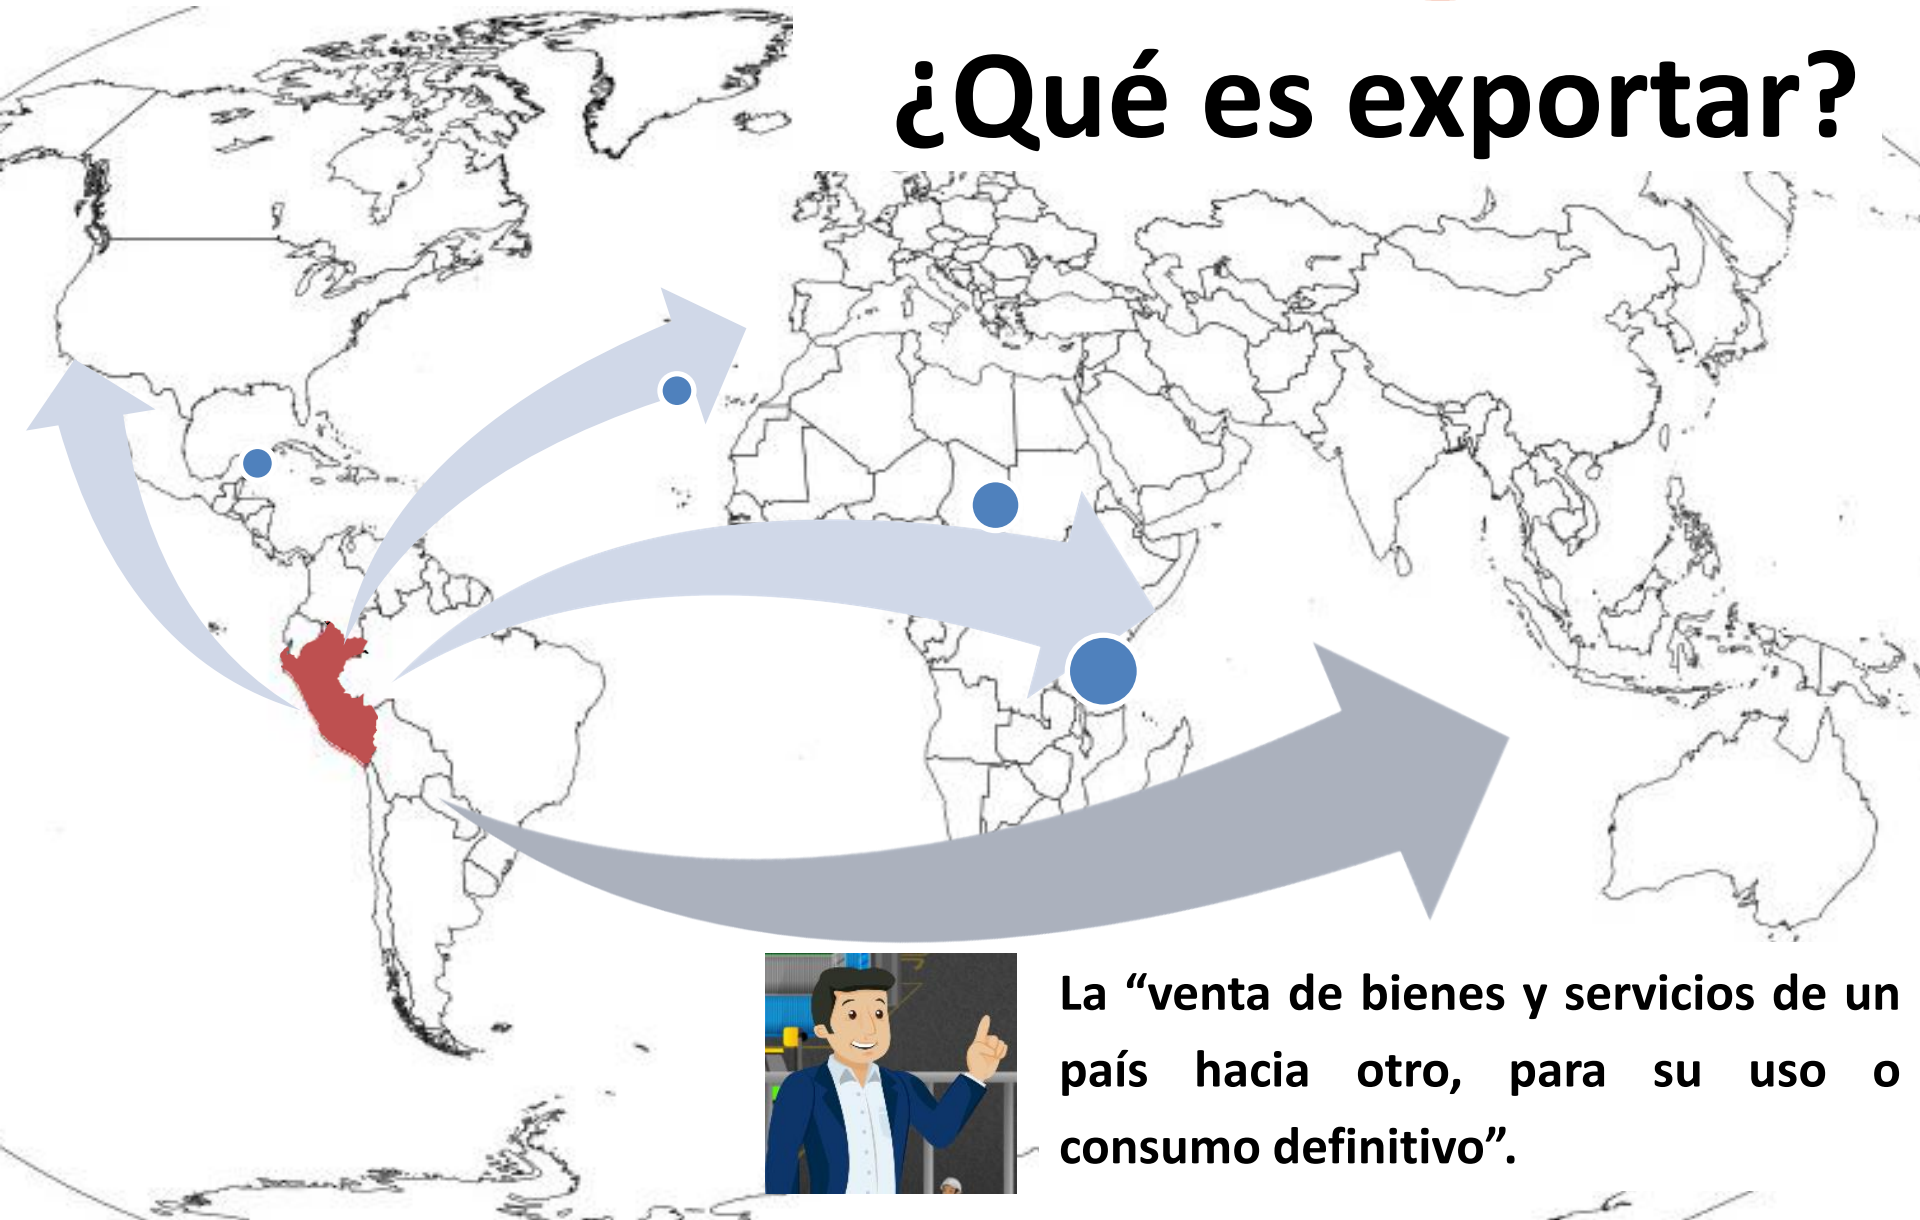 ¿Qué es exportar?
La “venta de bienes y servicios de un
país hacia otro, para su uso o
consumo definitivo”.